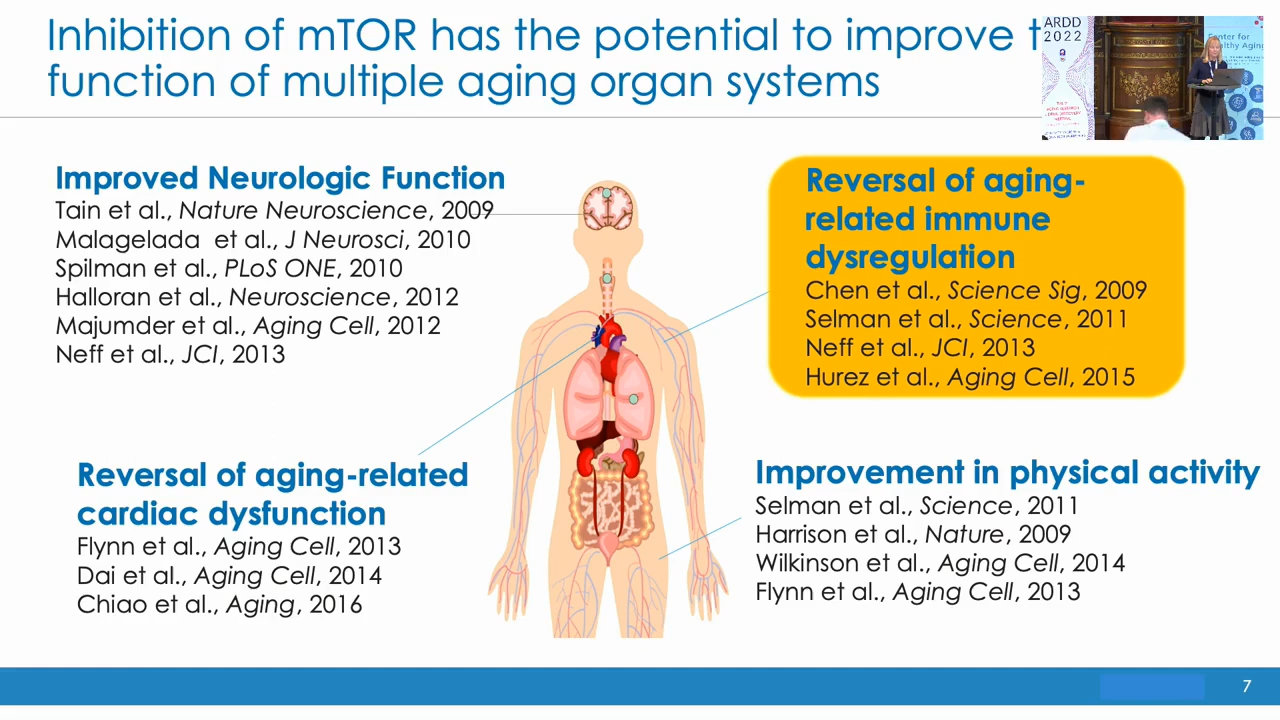 Inhibition of mTOR has the potential to improve t
function of multiple aging organ systems
ARDD
2022
Center for
Healthy Aging
Improved Neurologic Function
Tain et al., Nature Neuroscience, 2009
Malagelada et al., J Neurosci, 2010
Spilman et al., PLoS ONE, 2010
Halloran et al., Neuroscience, 2012
Majumder et al., Aging Cell, 2012
Neff et al., JCI, 2013
Reversal of aging-
related immune
dysregulation
Chen et al., Science Sig, 2009
Selman et al., Science, 2011
Neff et al., JCI, 2013
Hurez et al., Aging Cell, 2015
Reversal of aging-related
cardiac dysfunction
Flynn et al., Aging Cell, 2013
Dai et al., Aging Cell, 2014
Chiao et al., Aging, 2016
Improvement in physical activity
Selman et al., Science, 2011
Harrison et al., Nature, 2009
Wilkinson et al., Aging Cell, 2014
Flynn et al., Aging Cell, 2013
7